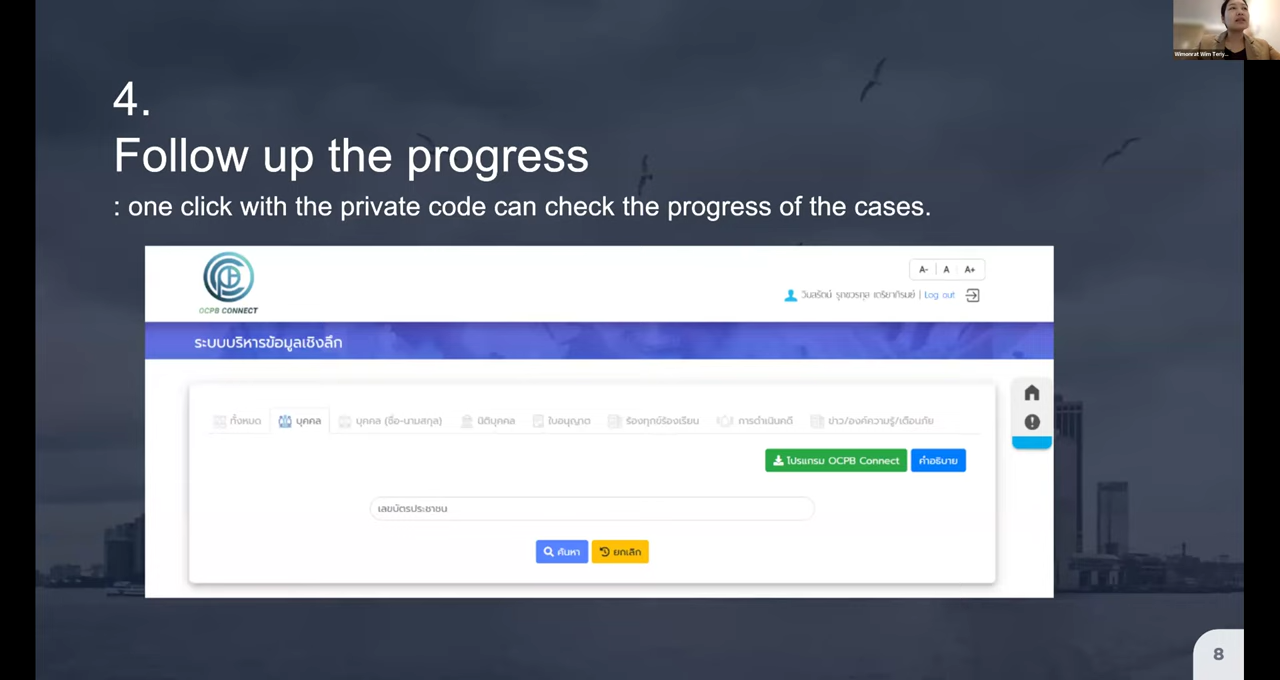 4.
Follow up the progress
: one click with the private code can check the progress of the cases.
OCPB CONNECT
A- A A+
| Log out
ระบบบริหารข้อมูลเชิงลึก
ทั้งหมด บุคคล บุคคล (ชื่อ-นามสกุล) นิติบุคคล ใบอนุญาต ร้องทุกข์ร้องเรียน การดำเนินคดี ข่าว/องค์ความรู้/เตือนภัย
โปรแกรม OCPB Connect คำอธิบาย
เลขบัตรประชาชน
ค้นหา ยกเลิก
8
Wimonrat Wim Teriy...